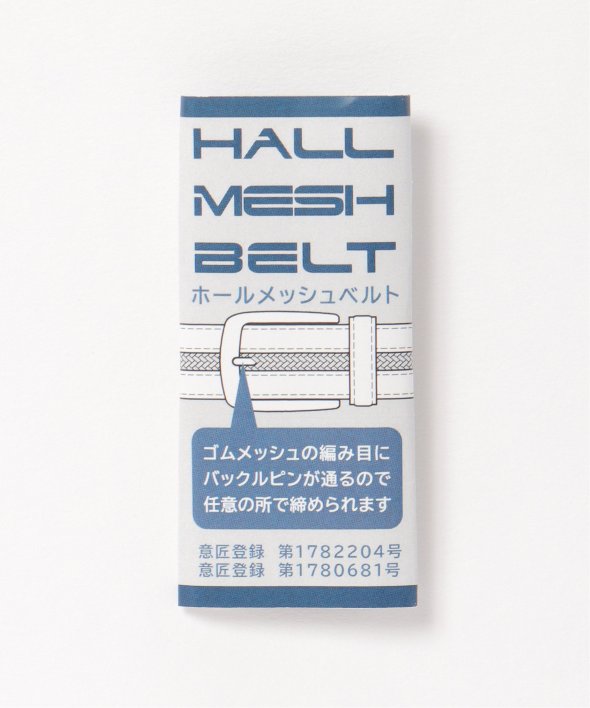 HALL
MESH
BELT
ホールメッシュベルト
ゴムメッシュの編み目に
バックルピンが通るので
任意の所で締められます
意匠登録 第1782204号
意匠登録 第1780681号